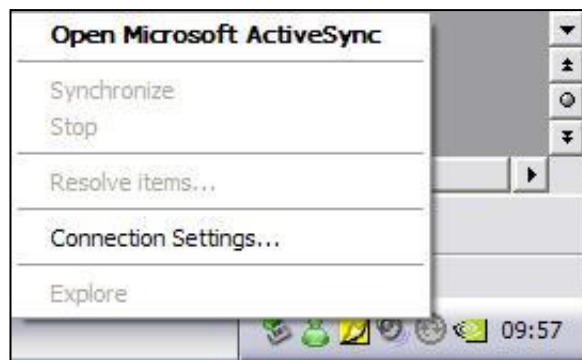 Open Microsoft ActiveSync
Synchronize
Stop
Resolve items...
Connection Settings...
Explore
09:57